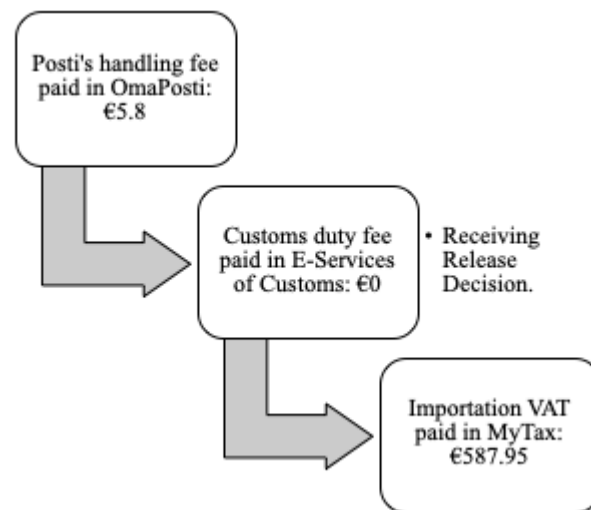 Posti's handling fee
paid in OmaPosti:
€5.8
Customs duty fee
paid in E-Services
of Customs: €0
• Receiving
Release
Decision.
Importation VAT
paid in MyTax:
€587.95